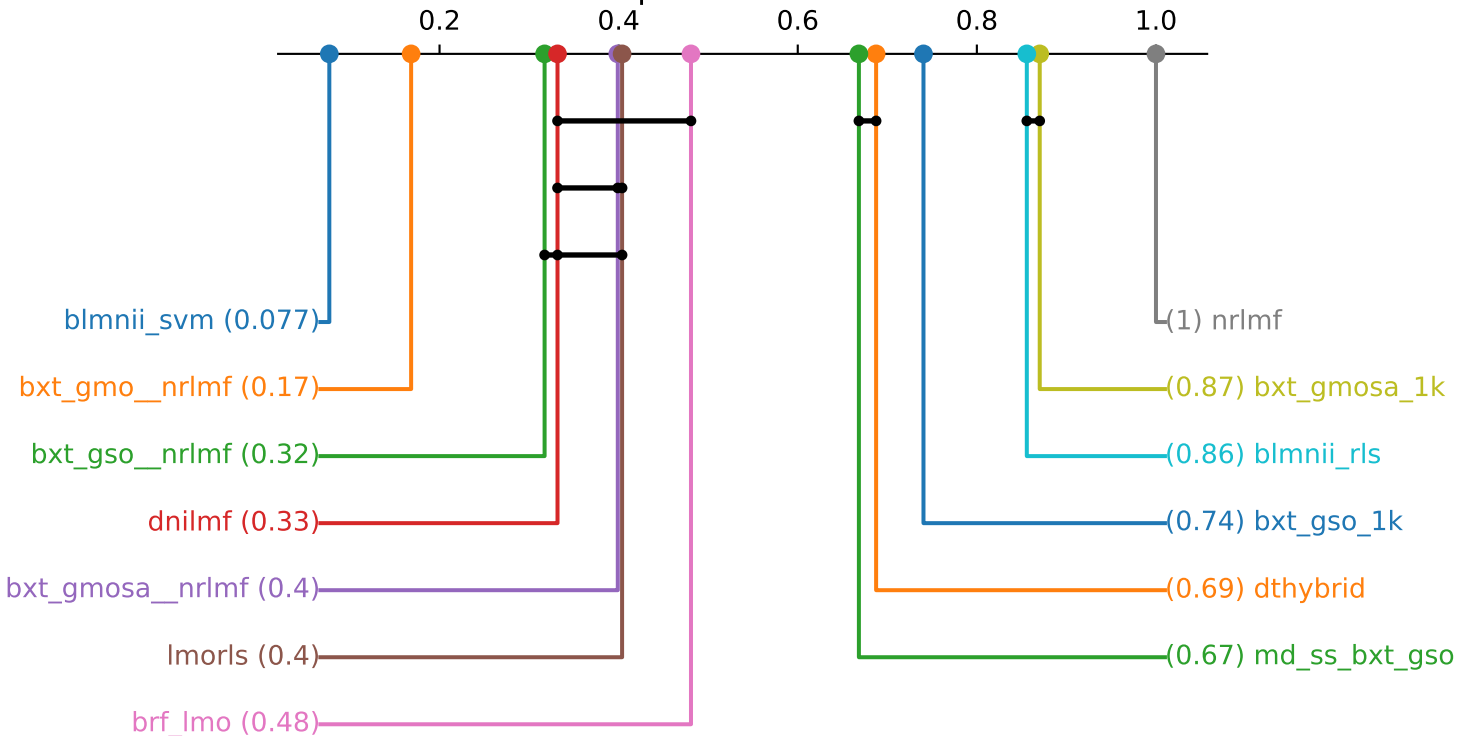 0.2 0.4 0.6 0.8 1.0
blmnii_svm (0.077)
(1) nrlmf
bxt_gmo__nrlmf (0.17)
(0.87) bxt_gmosa_1k
bxt_gso__nrlmf (0.32)
(0.86) blmnii_rls
dnilmf (0.33)
(0.74) bxt_gso_1k
bxt_gmosa__nrlmf (0.4)
(0.69) dthybrid
lmorls (0.4)
(0.67) md_ss_bxt_gso
brf_lmo (0.48)